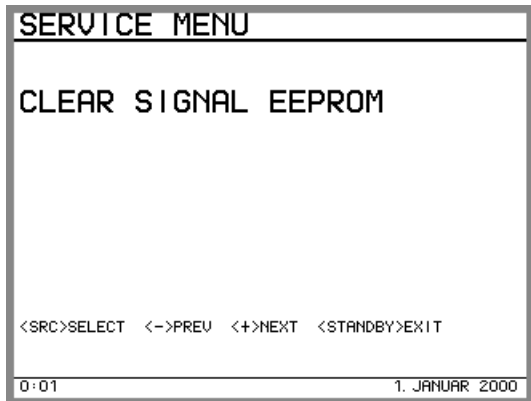 SERVICE MENU
CLEAR SIGNAL EEPROM
<SRC>SELECT <->PREV <+>NEXT <STANDBY>EXIT
0:01 1. JANUAR 2000